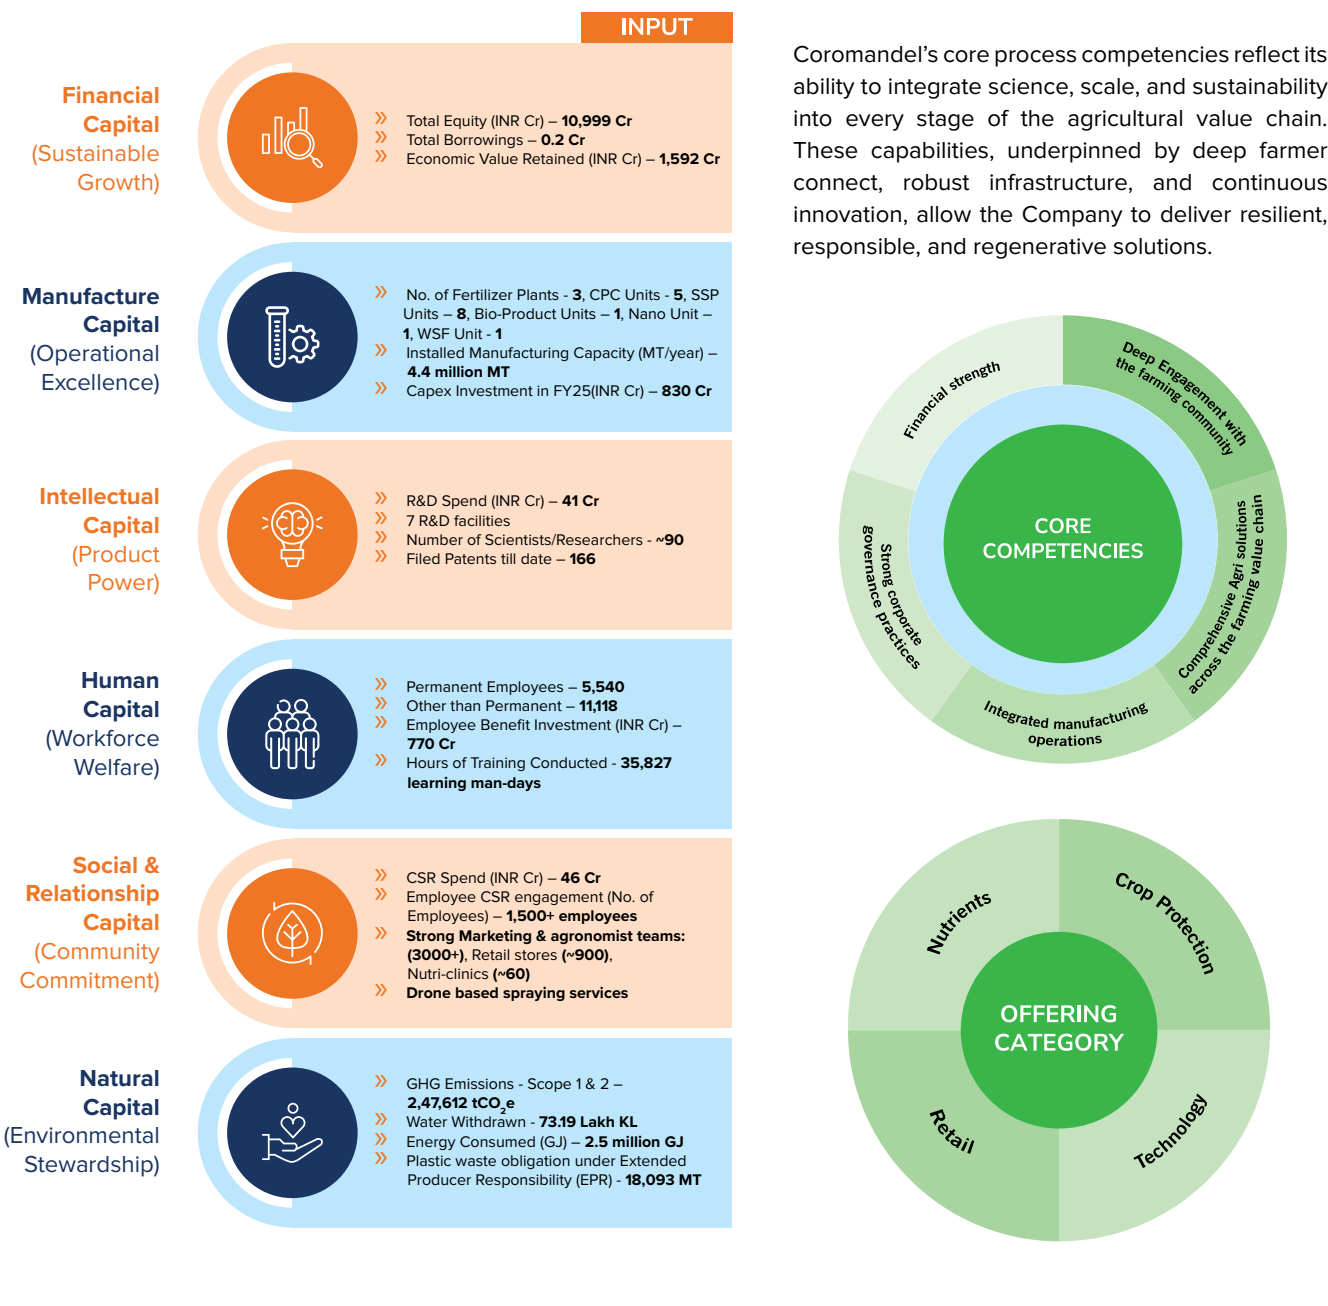 INPUT
Financial
Capital
(Sustainable
Growth)
» Total Equity (INR Cr) – 10,999 Cr
» Total Borrowings – 0.2 Cr
» Economic Value Retained (INR Cr) – 1,592 Cr
Manufacture
Capital
(Operational
Excellence)
» No. of Fertilizer Plants - 3, CPC Units - 5, SSP
Units – 8, Bio-Product Units – 1, Nano Unit –
1, WSF Unit - 1
» Installed Manufacturing Capacity (MT/year) –
4.4 million MT
» Capex Investment in FY25(INR Cr) – 830 Cr
Intellectual
Capital
(Product
Power)
» R&D Spend (INR Cr) – 41 Cr
» 7 R&D facilities
» Number of Scientists/Researchers - ~90
» Filed Patents till date – 166
Human
Capital
(Workforce
Welfare)
» Permanent Employees – 5,540
» Other than Permanent – 11,118
» Employee Benefit Investment (INR Cr) –
770 Cr
» Hours of Training Conducted - 35,827
learning man-days
Social &
Relationship
Capital
(Community
Commitment)
» CSR Spend (INR Cr) – 46 Cr
» Employee CSR engagement (No. of
Employees) – 1,500+ employees
» Strong Marketing & agronomist teams:
(3000+), Retail stores (~900),
Nutri-clinics (~60)
» Drone based spraying services
Natural
Capital
(Environmental
Stewardship)
» GHG Emissions - Scope 1 & 2 –
2,47,612 tCO₂e
» Water Withdrawn - 73.19 Lakh KL
» Energy Consumed (GJ) – 2.5 million GJ
» Plastic waste obligation under Extended
Producer Responsibility (EPR) - 18,093 MT
Coromandel’s core process competencies reflect its
ability to integrate science, scale, and sustainability
into every stage of the agricultural value chain.
These capabilities, underpinned by deep farmer
connect, robust infrastructure, and continuous
innovation, allow the Company to deliver resilient,
responsible, and regenerative solutions.
CORE
COMPETENCIES
Deep Engagement with
the farming community
Comprehensive Agri solutions
across the farming value chain
Integrated manufacturing
operations
Strong corporate
governance practices
Financial strength
OFFERING
CATEGORY
Nutrients
Crop Protection
Technology
Retail